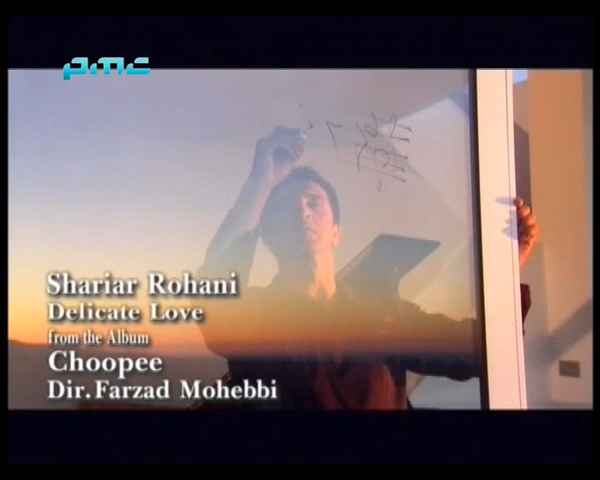 pmc
Shariar Rohani
Delicate Love
from the Album
Choopee
Dir. Farzad Mohebbi